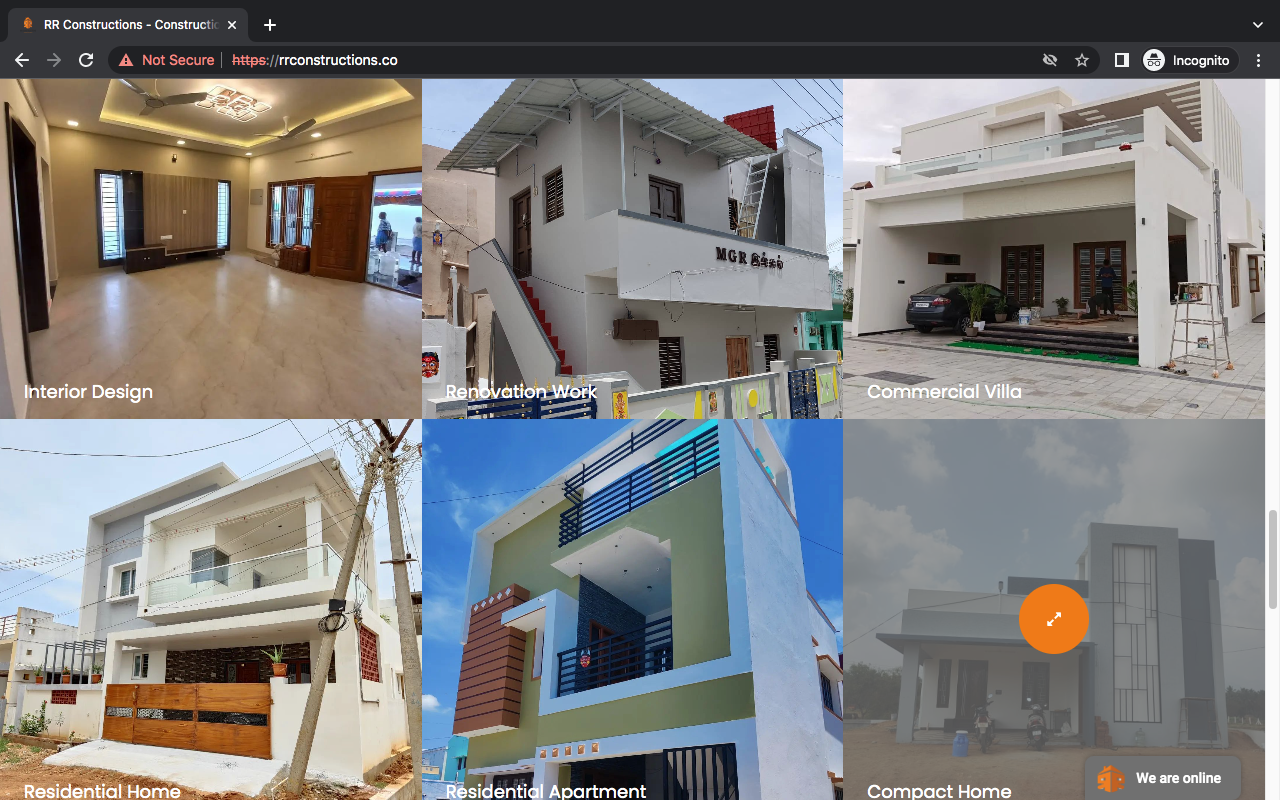 RR Constructions - Constructic
Not Secure
https://rrconstructions.co
Incognito
MGR இல்லம்
Interior Design
Renovation Work
Commercial Villa
Residential Home
Residential Apartment
Compact Home
We are online